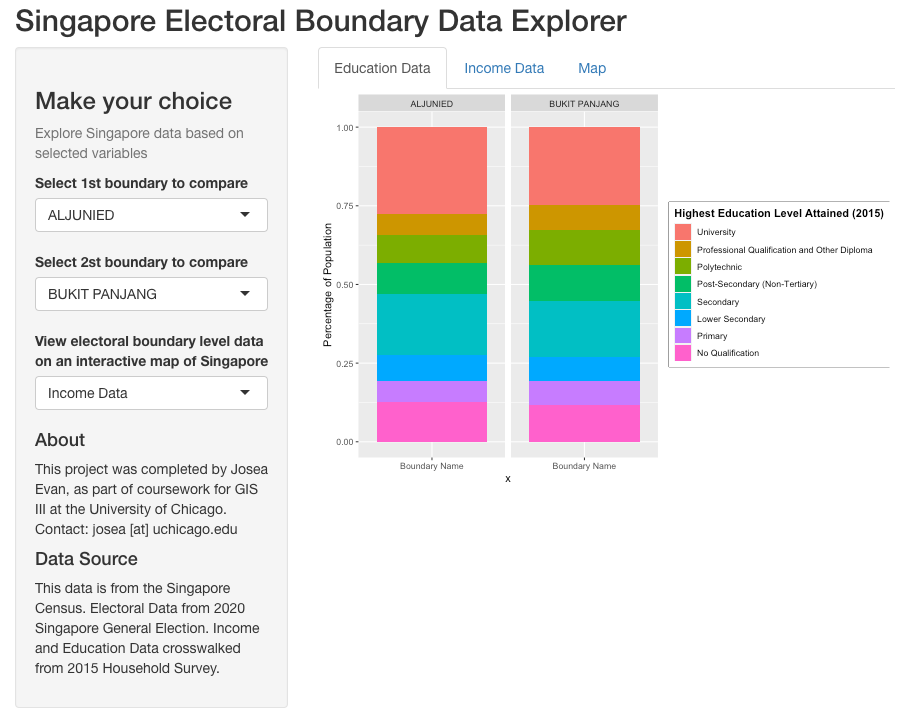 Singapore Electoral Boundary Data Explorer
Make your choice
Explore Singapore data based on
selected variables
Select 1st boundary to compare
ALJUNIED
Select 2st boundary to compare
BUKIT PANJANG
View electoral boundary level data
on an interactive map of Singapore
Income Data
About
This project was completed by Josea
Evan, as part of coursework for GIS
III at the University of Chicago.
Contact: josea [at] uchicago.edu
Data Source
This data is from the Singapore
Census. Electoral Data from 2020
Singapore General Election. Income
and Education Data crosswalked
from 2015 Household Survey.
Education Data
Income Data
Map
ALJUNIED
BUKIT PANJANG
Percentage of Population
1.00
0.75
0.50
0.25
0.00
Boundary Name
Boundary Name
x
Highest Education Level Attained (2015)
University
Professional Qualification and Other Diploma
Polytechnic
Post-Secondary (Non-Tertiary)
Secondary
Lower Secondary
Primary
No Qualification